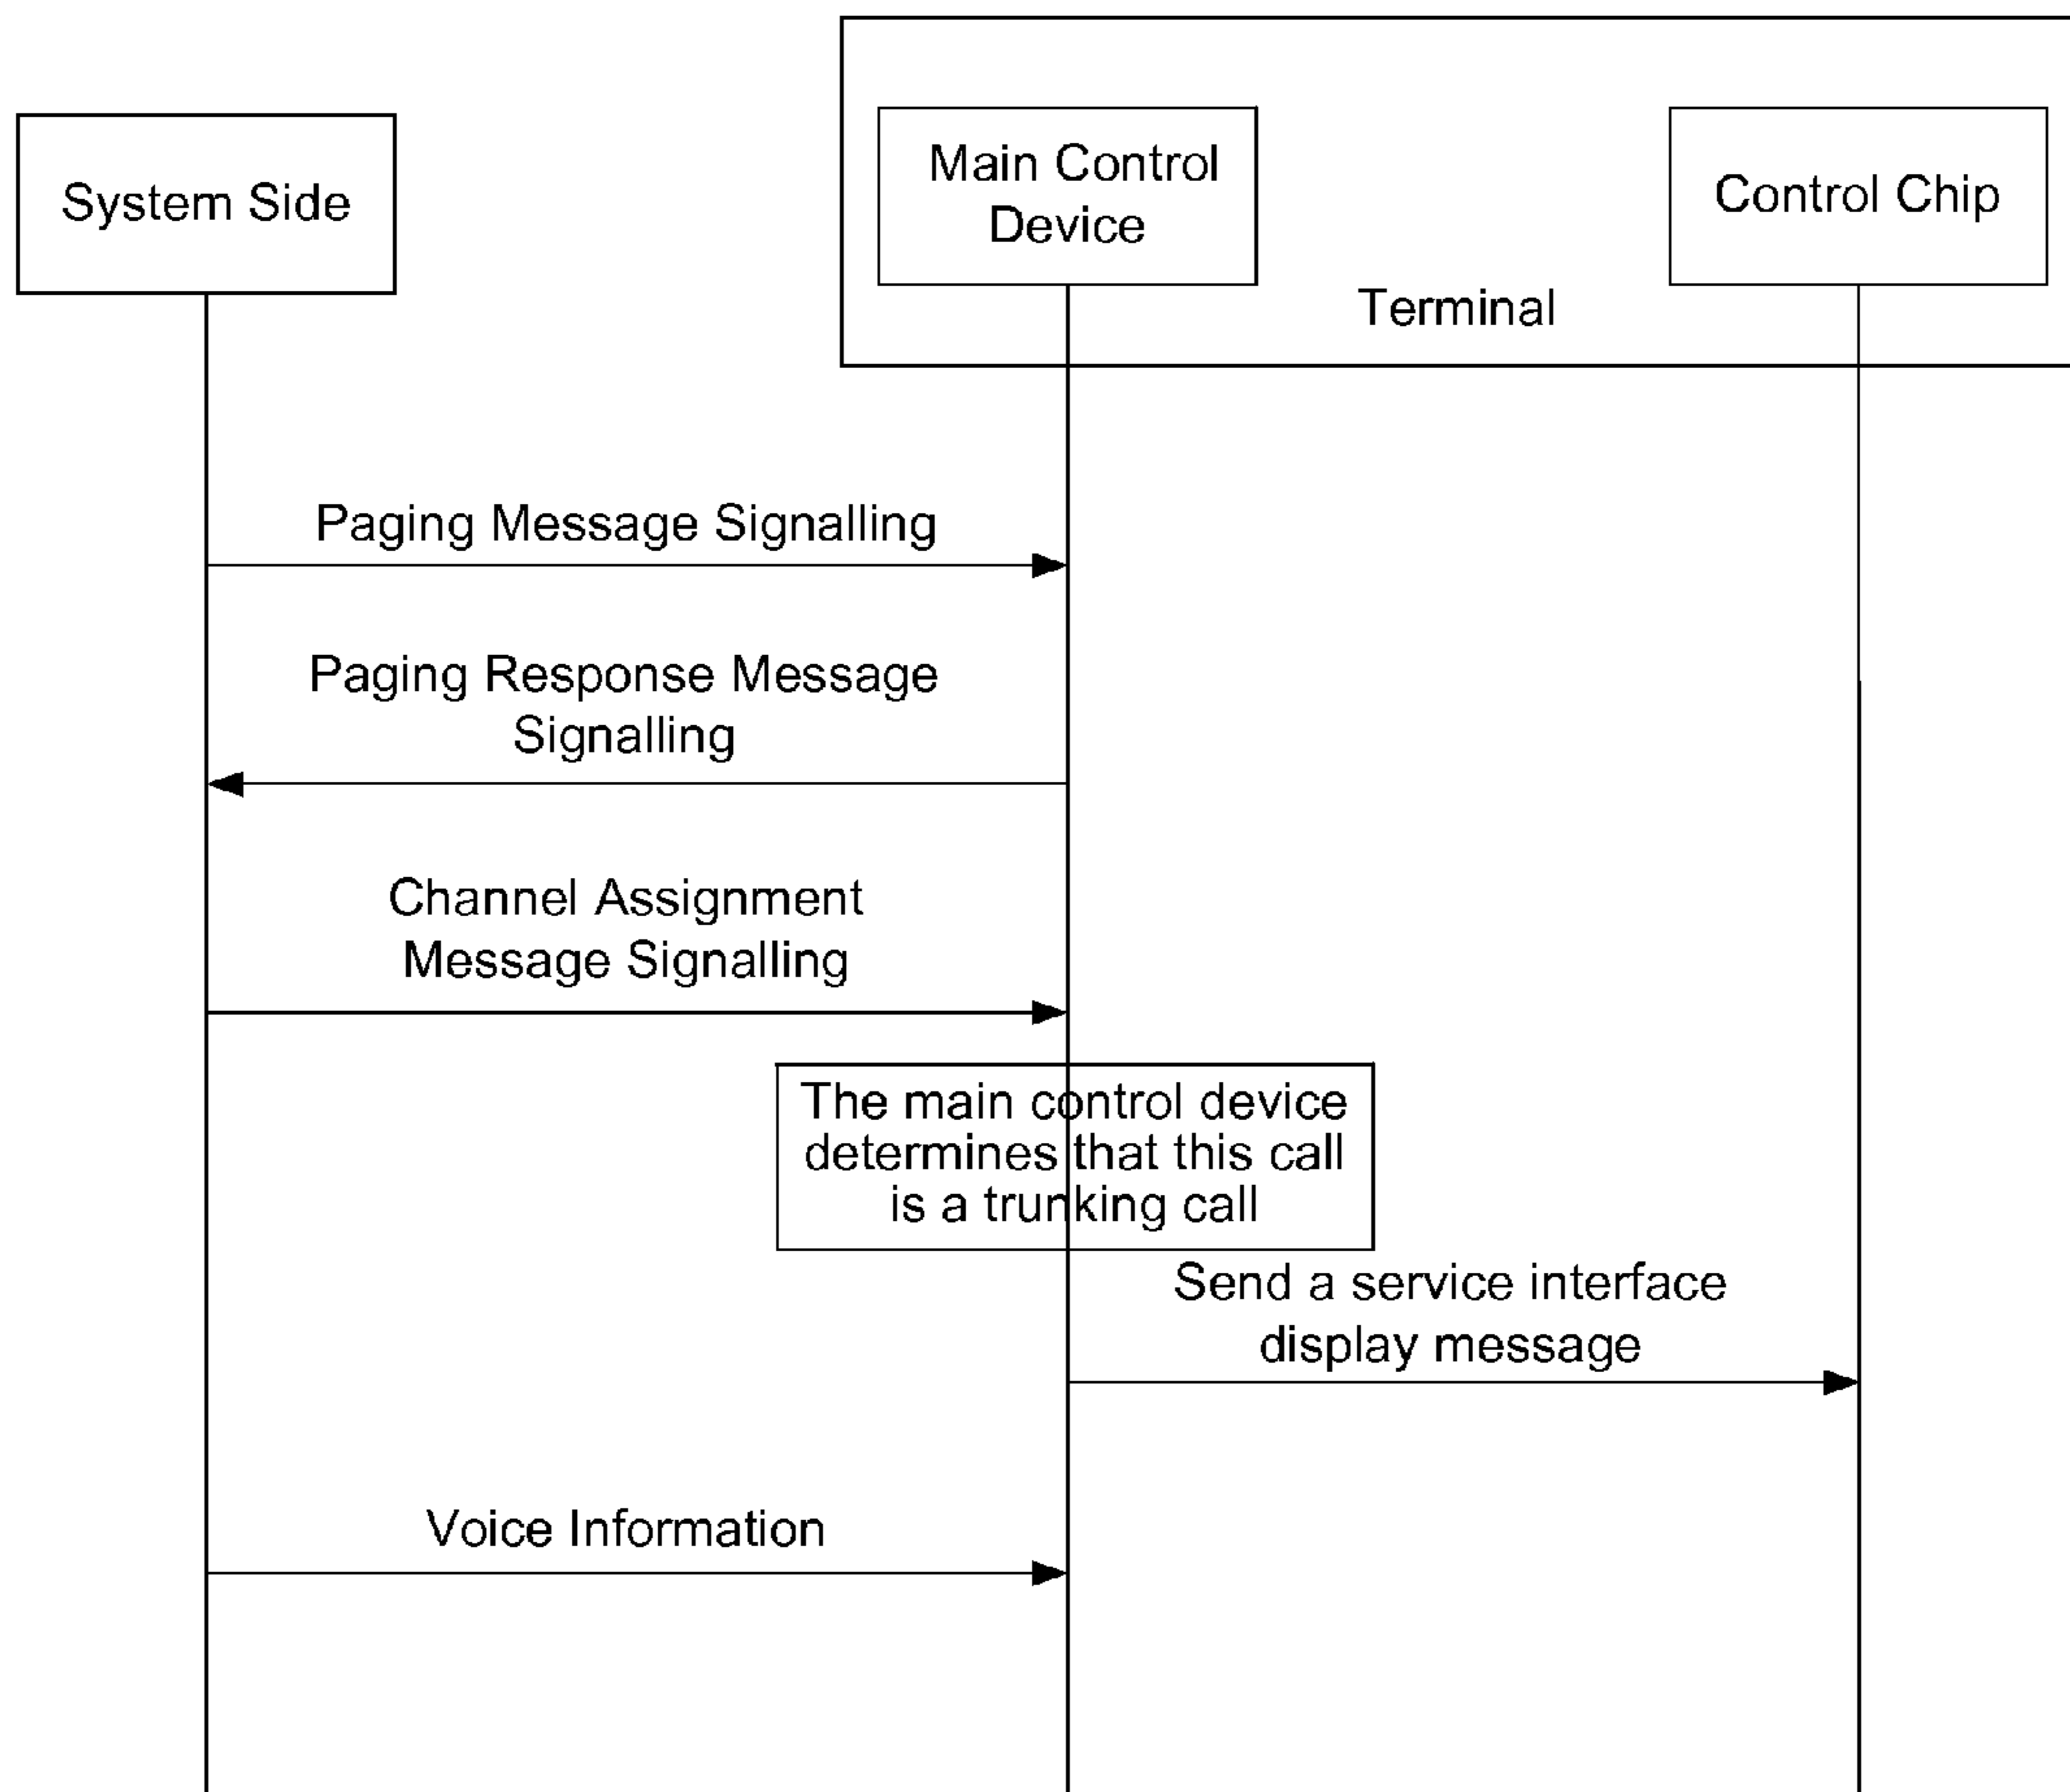 System Side
Main Control
Device
Control Chip
Terminal
Paging Message Signalling
Paging Response Message
Signalling
Channel Assignment
Message Signalling
The main control device
determines that this call
is a trunking call
Send a service interface
display message
Voice Information